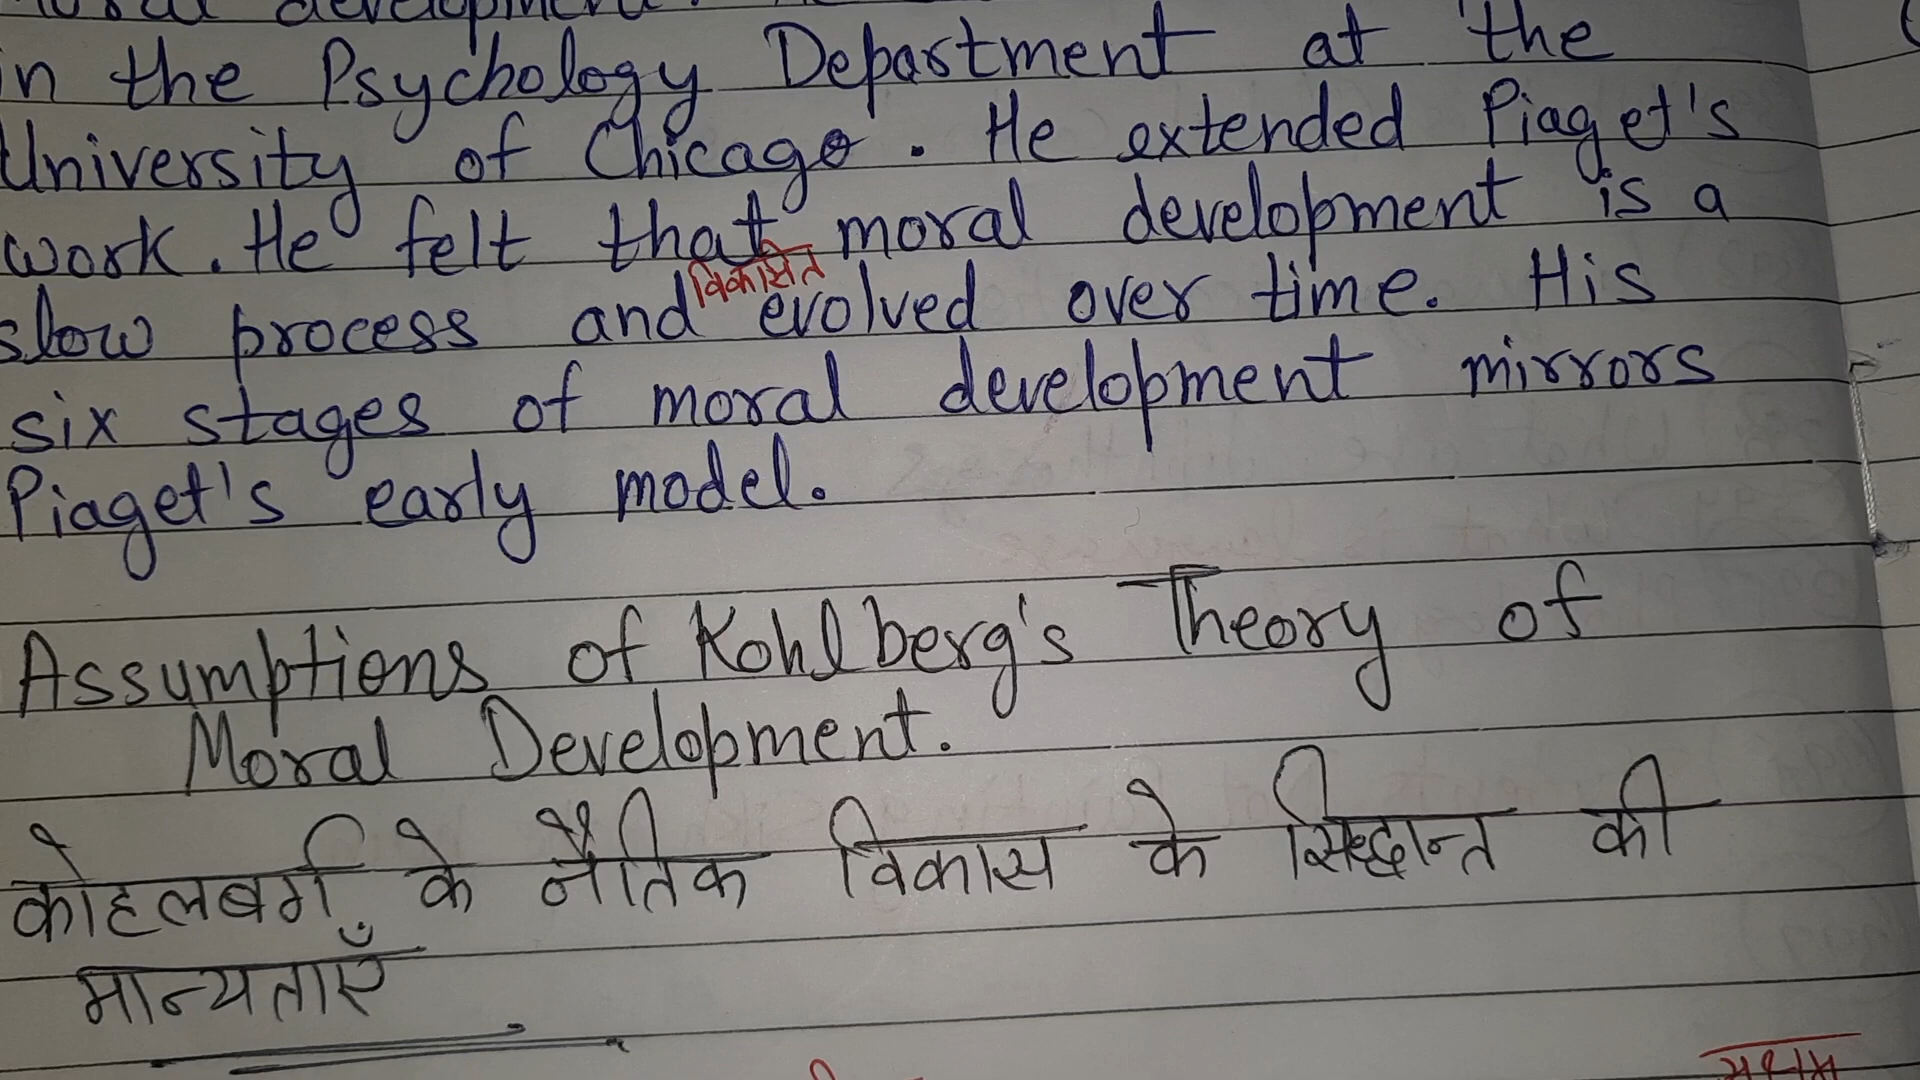 moral development.
in the Psychology Department at the
University of Chicago. He extended Piaget's
work. He felt that moral development is a
विकसित
slow process and evolved over time. His
six stages of moral development mirrors
Piaget's early model.
Assumptions of Kohlberg's Theory of
Moral Development.
कोहलबर्ग के नैतिक विकास के सिद्धान्त की
मान्यताएँ